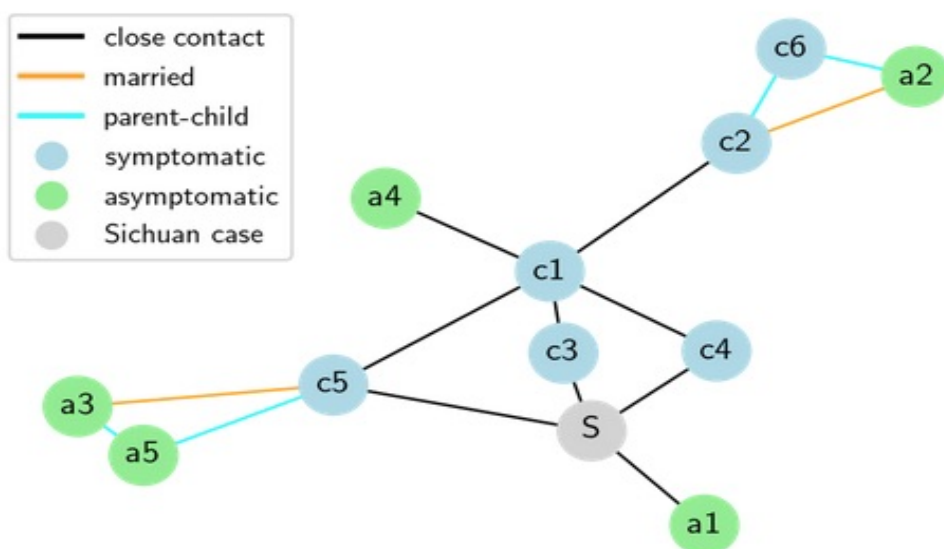 close contact
married
parent-child
symptomatic
asymptomatic
Sichuan case
c6
a2
c2
a4
c1
c3
c4
c5
a3
S
a5
a1